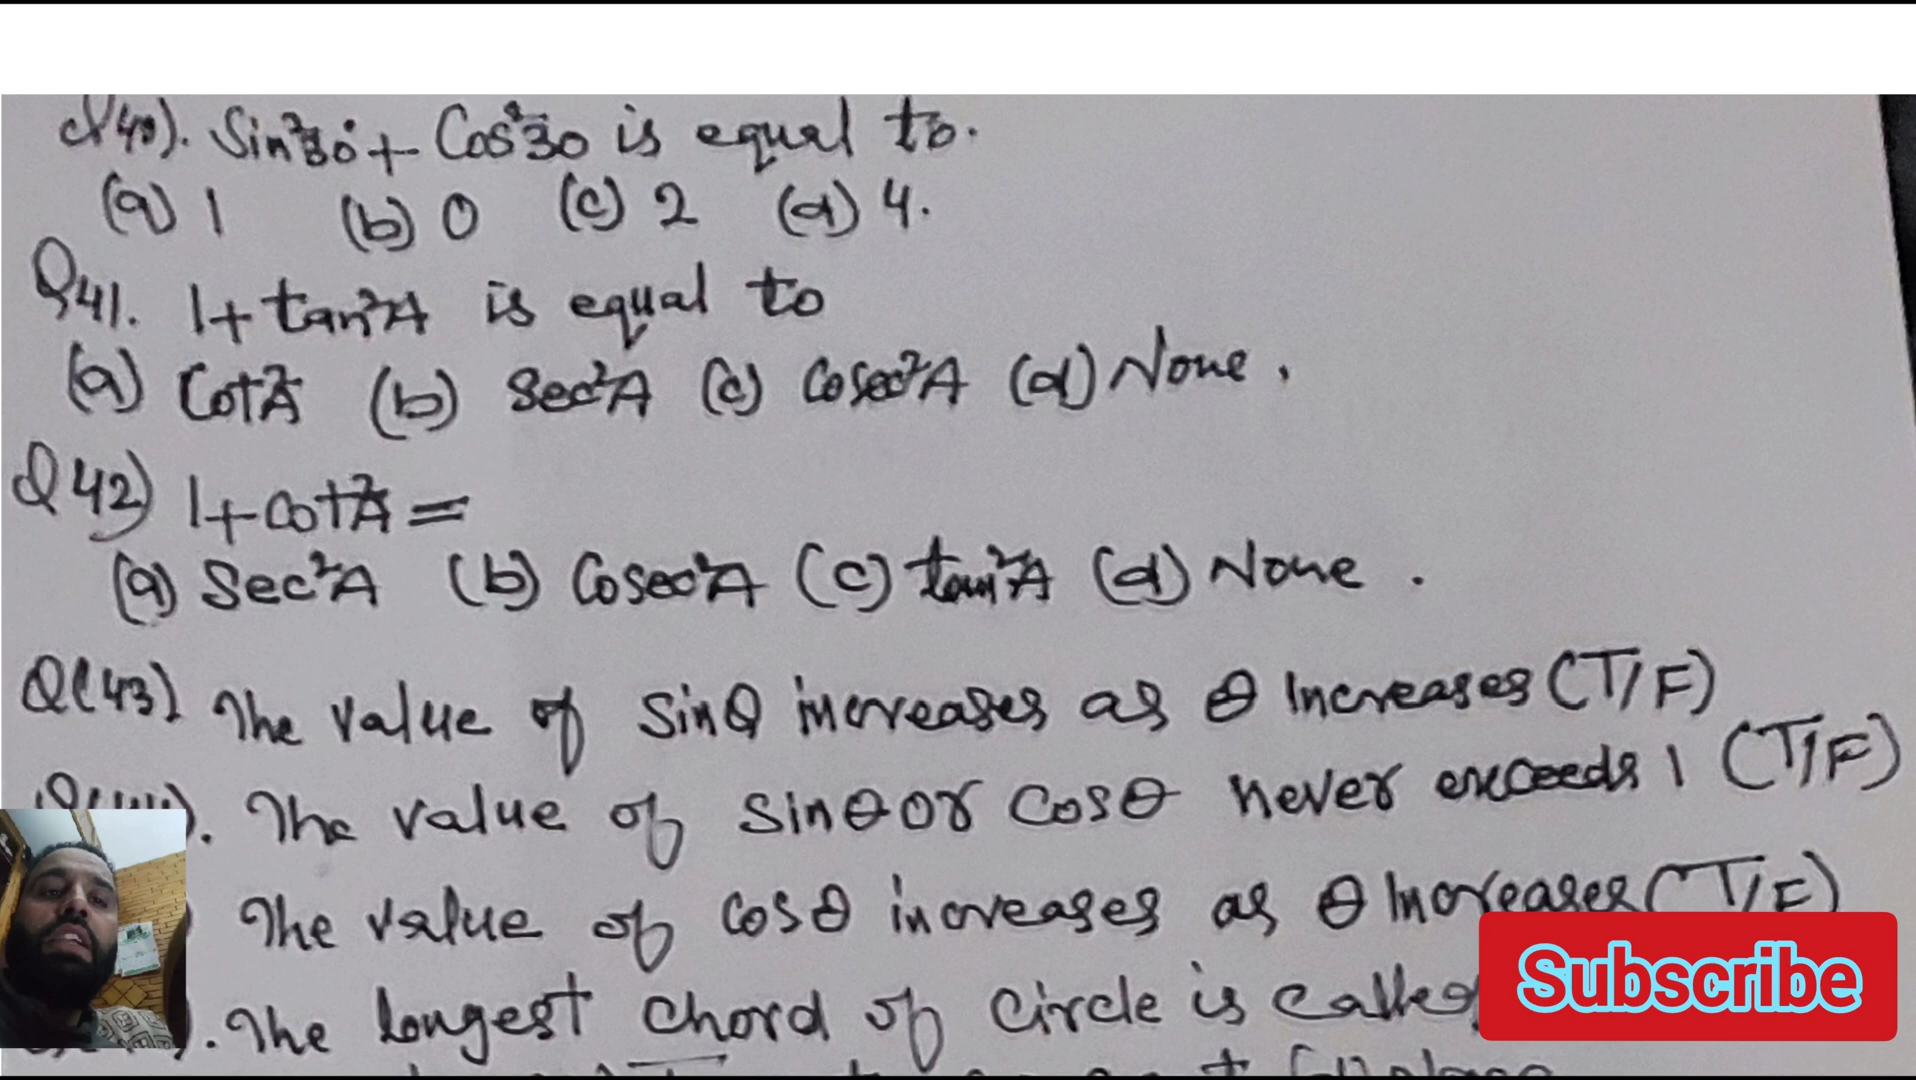 Q(40). Sin²30°+ Cos²30 is equal to.
(a) 1 (b) 0 (c) 2 (d) 4.
Q41. 1+tan²A is equal to
(a) Cot²A (b) Sec²A (c) Cosec²A (d) None.
Q42) 1+cot²A=
(a) Sec²A (b) Cosec²A (c) tan²A (d) None.
Q(43) The value of sinθ increases as θ Increases (T/F)
. The value of sinθ or Cosθ never exceeds 1 (T/F)
The value of cosθ increases as θ Increases (T/F)
. The longest chord of Circle is called
Subscribe